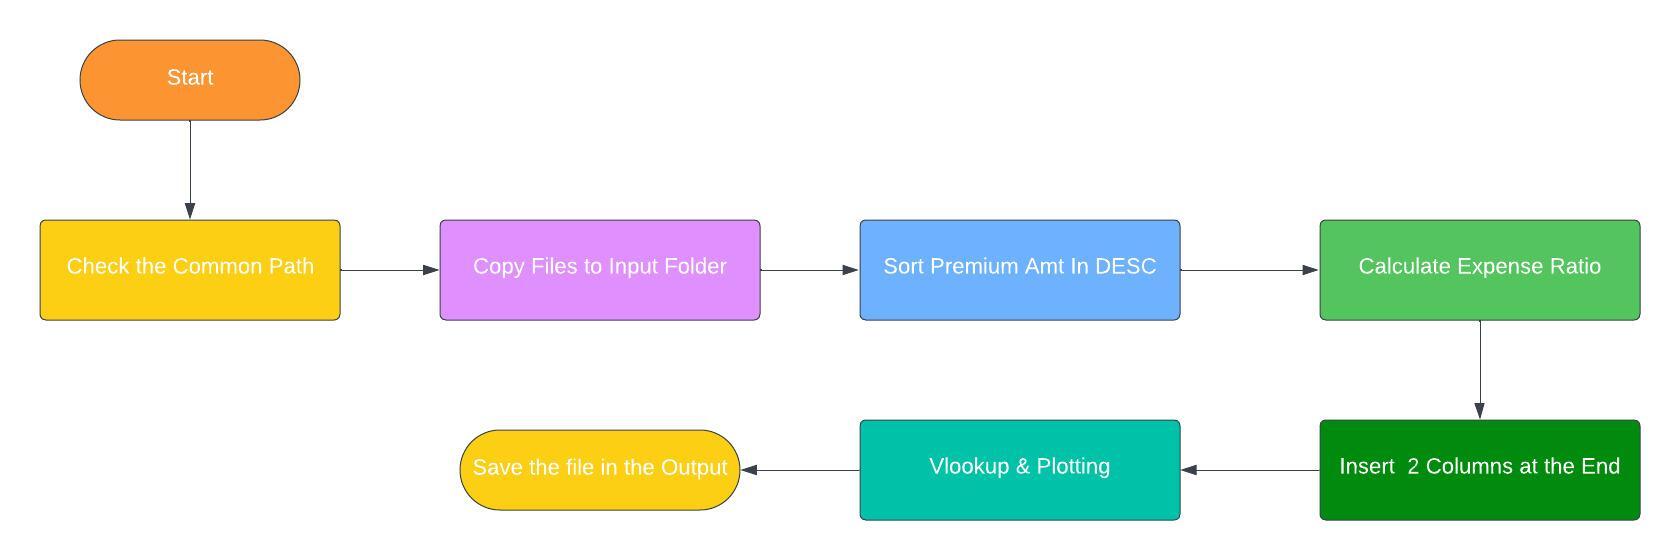 Start
Check the Common Path
Copy Files to Input Folder
Sort Premium Amt In DESC
Calculate Expense Ratio
Insert  2 Columns at the End
Vlookup & Plotting
Save the file in the Output